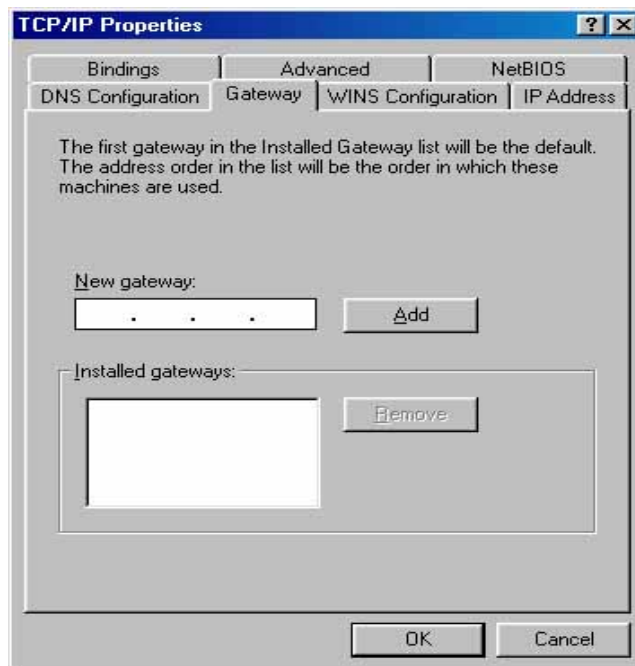 TCP/IP Properties
? ×
Bindings Advanced NetBIOS
DNS Configuration Gateway WINS Configuration IP Address
The first gateway in the Installed Gateway list will be the default.
The address order in the list will be the order in which these
machines are used.
New gateway:
. . .
Add
Installed gateways:
Remove
OK Cancel